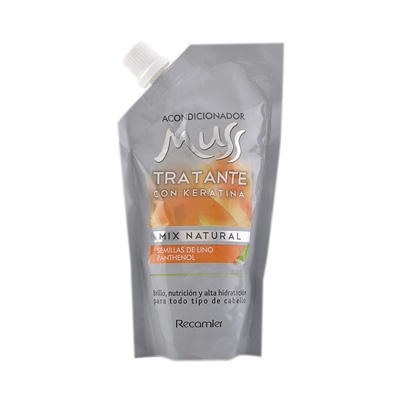 ACONDICIONADOR
Muss
TRATANTE
CON KERATINA
MIX NATURAL
SEMILLAS DE LINO
PANTHENOL
Brillo, nutrición y alta hidratación
para todo tipo de cabello
Recamier